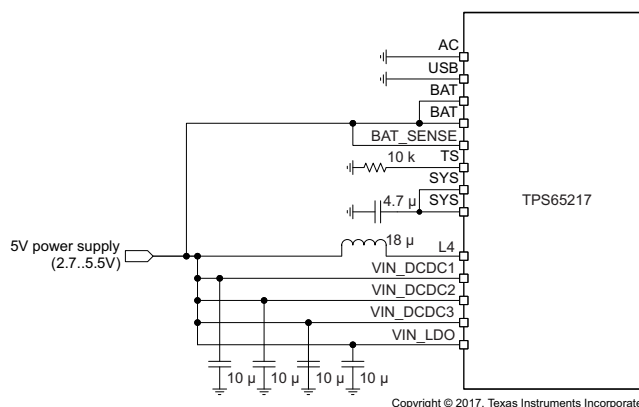 AC
USB
BAT
BAT
BAT_SENSE
10 k
TS
SYS
4.7 µ
SYS
TPS65217
5V power supply
(2.7..5.5V)
18 µ
L4
VIN_DCDC1
VIN_DCDC2
VIN_DCDC3
VIN_LDO
10 µ
10 µ
10 µ
10 µ
Copyright © 2017, Texas Instruments Incorporate